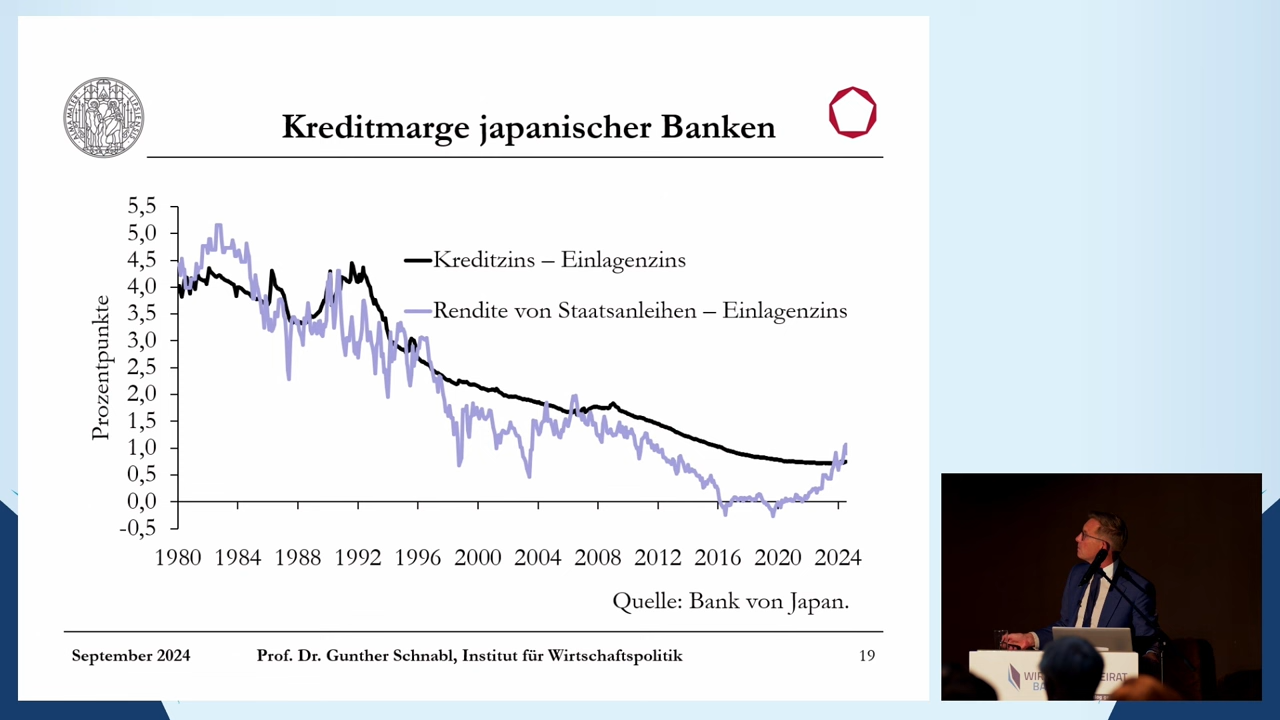 Kreditmarge japanischer Banken
5,5
5,0
4,5
4,0
3,5
3,0
2,5
2,0
1,5
1,0
0,5
0,0
-0,5
Prozentpunkte
Kreditzins – Einlagenzins
Rendite von Staatsanleihen – Einlagenzins
1980 1984 1988 1992 1996 2000 2004 2008 2012 2016 2020 2024
Quelle: Bank von Japan.
September 2024 Prof. Dr. Gunther Schnabl, Institut für Wirtschaftspolitik 19